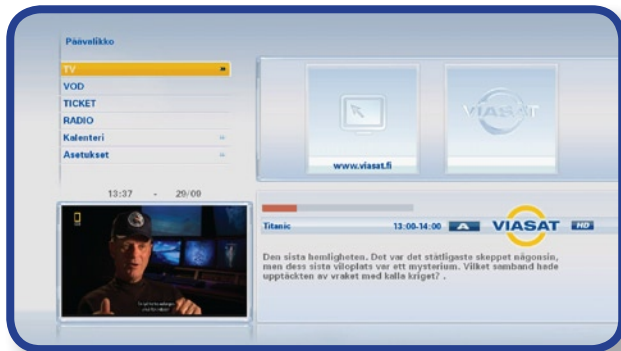 Päävalikko
TV »
VOD
TICKET
RADIO
Kalenteri »
Asetukset »
VIASAT
www.viasat.fi
13:37 - 29/00
Titanic 13:00-14:00 A VIASAT HD
Den sista hemligheten. Det var det ståtligaste skeppet någonsin,
men dess sista viloplats var ett mysterium. Vilket samband hade
upptäckten av vraket med kalla kriget? .